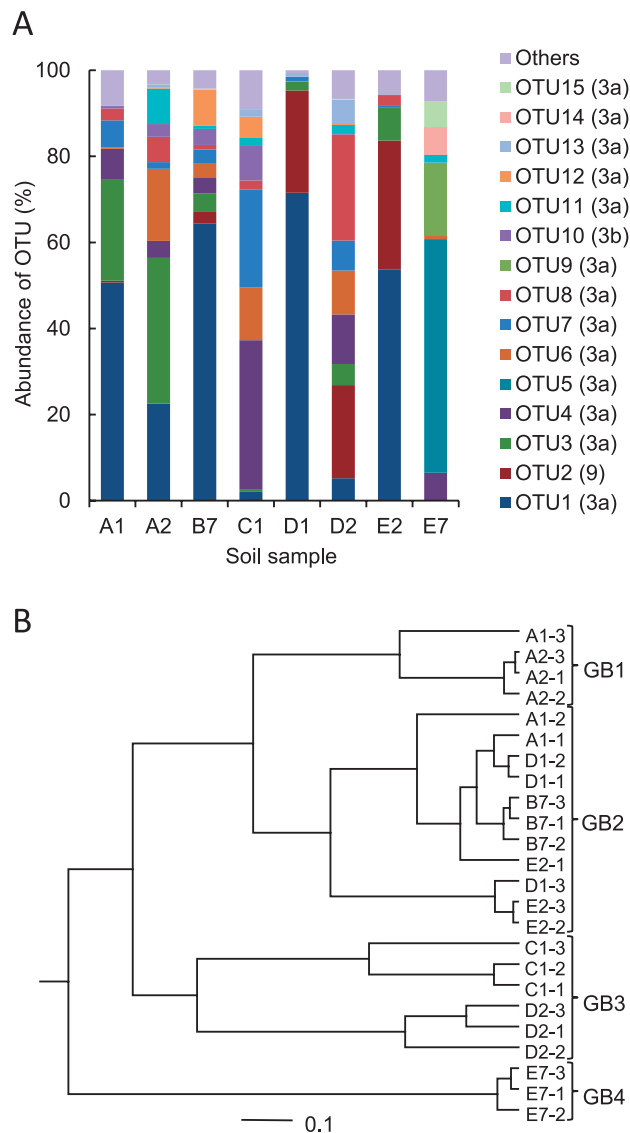 A
Abundance of OTU (%)
100
80
60
40
20
0
A1 A2 B7 C1 D1 D2 E2 E7
Soil sample
Others
OTU15 (3a)
OTU14 (3a)
OTU13 (3a)
OTU12 (3a)
OTU11 (3a)
OTU10 (3b)
OTU9 (3a)
OTU8 (3a)
OTU7 (3a)
OTU6 (3a)
OTU5 (3a)
OTU4 (3a)
OTU3 (3a)
OTU2 (9)
OTU1 (3a)
B
A1-3
A2-3
A2-1
A2-2
GB1
A1-2
A1-1
D1-2
D1-1
B7-3
B7-1
B7-2
E2-1
D1-3
E2-3
E2-2
GB2
C1-3
C1-2
C1-1
D2-3
D2-1
D2-2
GB3
E7-3
E7-1
E7-2
GB4
0.1